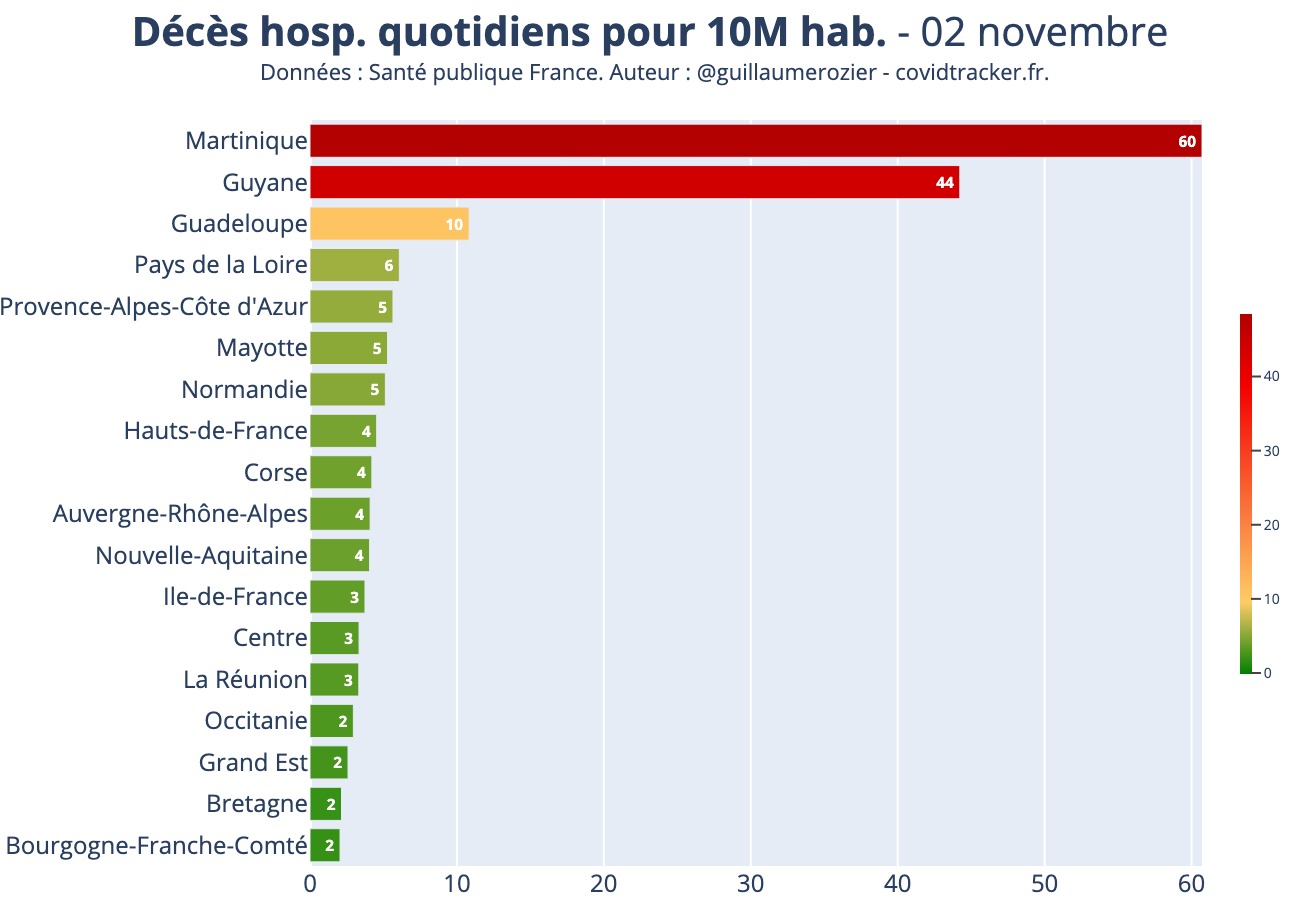 Décès hosp. quotidiens pour 10M hab. - 02 novembre
Données : Santé publique France. Auteur : @guillaumerozier - covidtracker.fr.
Martinique 60
Guyane 44
Guadeloupe 10
Pays de la Loire 6
Provence-Alpes-Côte d'Azur 5
Mayotte 5
Normandie 5
Hauts-de-France 4
Corse 4
Auvergne-Rhône-Alpes 4
Nouvelle-Aquitaine 4
Ile-de-France 3
Centre 3
La Réunion 3
Occitanie 2
Grand Est 2
Bretagne 2
Bourgogne-Franche-Comté 2
0 10 20 30 40 50 60
40
30
20
10
0